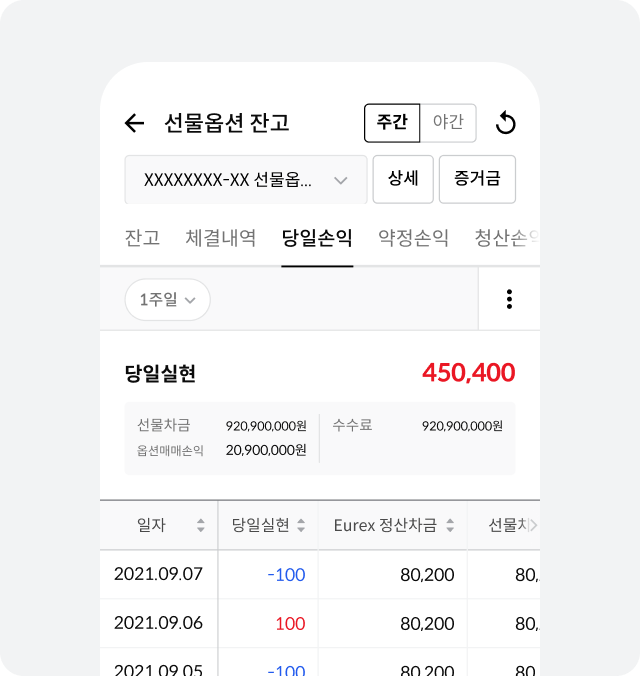 선물옵션 잔고 주간 야간
XXXXXXXX-XX 선물옵... 상세 증거금
잔고 체결내역 당일손익 약정손익 청산손익
1주일
당일실현 450,400
선물차금 920,900,000원 수수료 920,900,000원
옵션매매손익 20,900,000원
일자 당일실현 Eurex 정산차금 선물차
2021.09.07 -100 80,200 80,
2021.09.06 100 80,200 80,
2021.09.05 -100 80,200 80,